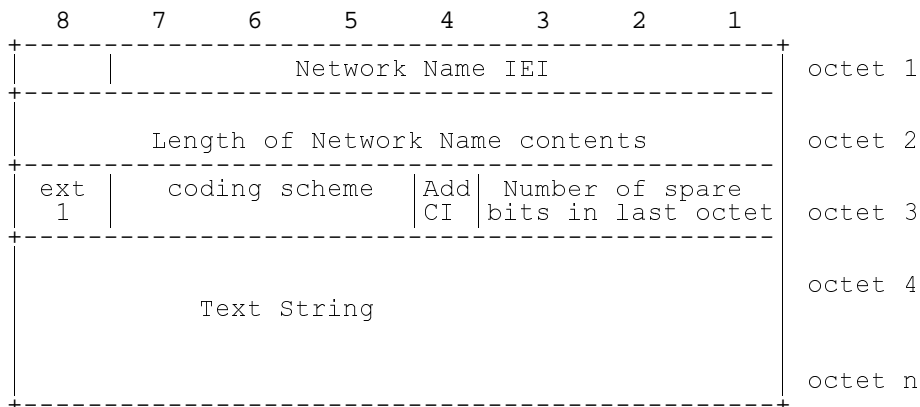 8 7 6 5 4 3 2 1
Network Name IEI octet 1
Length of Network Name contents octet 2
ext coding scheme Add Number of spare
1 CI bits in last octet octet 3
octet 4
Text String
octet n